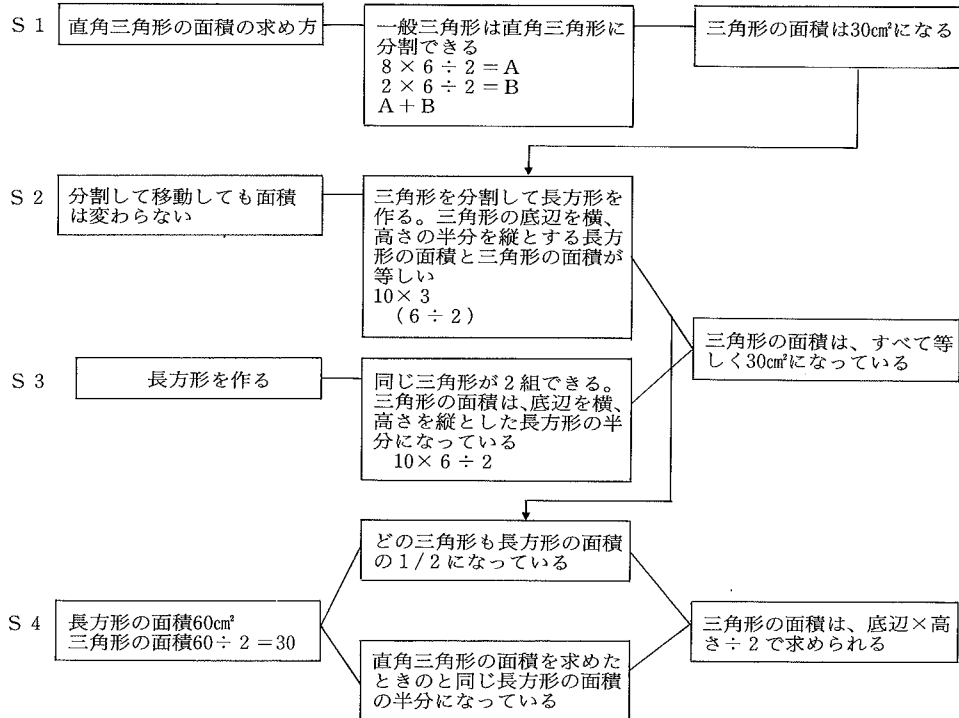 S 1
直角三角形の面積の求め方
一般三角形は直角三角形に
分割できる
8 × 6 ÷ 2 = A
2 × 6 ÷ 2 = B
A + B
三角形の面積は30c㎡になる
S 2
分割して移動しても面積
は変わらない
三角形を分割して長方形を
作る。三角形の底辺を横、
高さの半分を縦とする長方
形の面積と三角形の面積が
等しい
10 × 3
(6 ÷ 2)
三角形の面積は、すべて等
しく30c㎡になっている
S 3
長方形を作る
同じ三角形が2組できる。
三角形の面積は、底辺を横、
高さを縦とした長方形の半
分になっている
10 × 6 ÷ 2
どの三角形も長方形の面積
の1/2になっている
S 4
長方形の面積60c㎡
三角形の面積60 ÷ 2 = 30
三角形の面積は、底辺×高
さ÷2で求められる
直角三角形の面積を求めた
ときのと同じ長方形の面積
の半分になっている